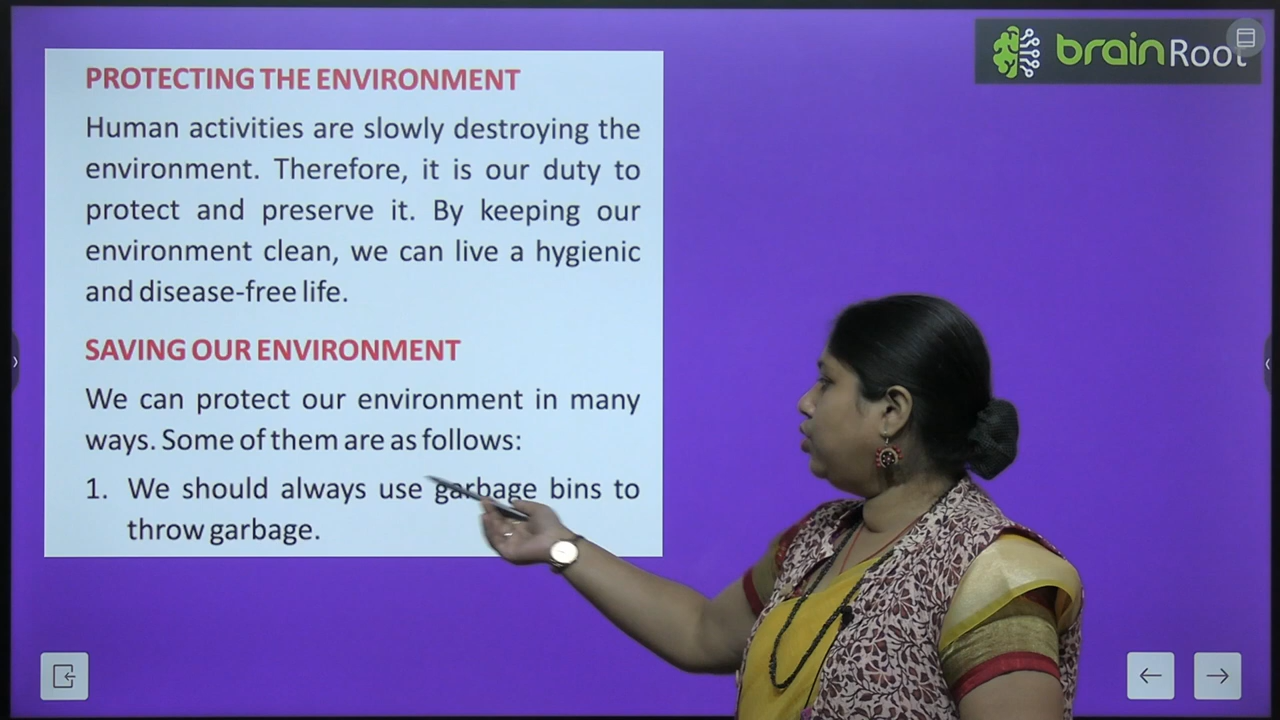 brainRoot
PROTECTING THE ENVIRONMENT
Human activities are slowly destroying the
environment. Therefore, it is our duty to
protect and preserve it. By keeping our
environment clean, we can live a hygienic
and disease-free life.
SAVING OUR ENVIRONMENT
We can protect our environment in many
ways. Some of them are as follows:
1. We should always use garbage bins to
throw garbage.